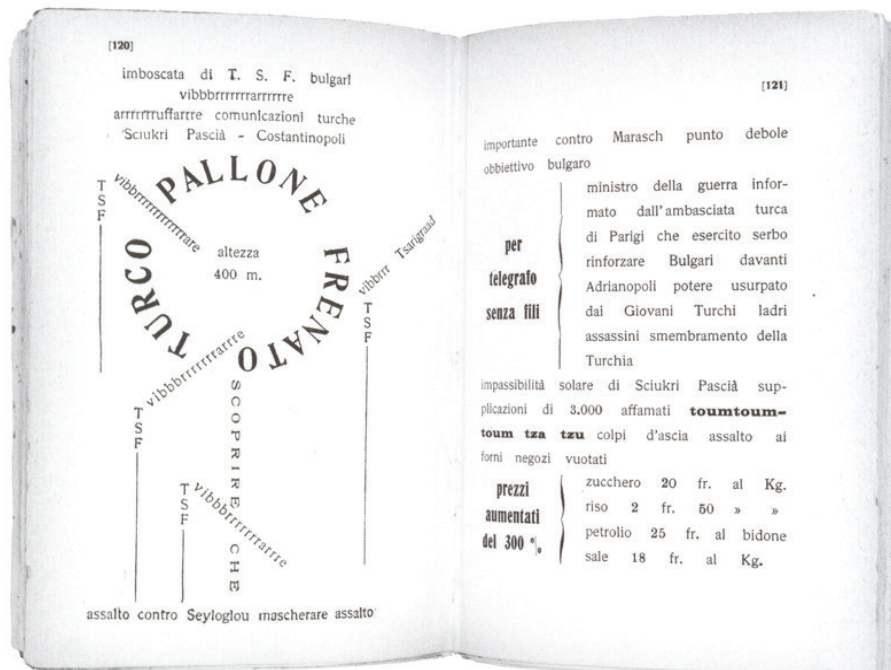 [120]
imboscata di T. S. F. bulgari
vibbbrrrrrrrarrrrrre
arrrrrrruffarrre comunicazioni turche
Sciukri Pascià - Costantinopoli
TSF
vibbrrrrrrrrrrrrrare
PALLONE FRENATO TURCO
altezza
400 m.
vibbrrr Tsarigraad
TSF
vibbbrrrrrrrarrre
TSF
SCOPRIRE CHE
TSF
vibbbrrrrrrrarrre
assalto contro Seyloglou mascherare assalto
[121]
importante contro Marasch punto debole
obbiettivo bulgaro
per
telegrafo
senza fili
ministro della guerra infor-
mato dall'ambasciata turca
di Parigi che esercito serbo
rinforzare Bulgari davanti
Adrianopoli potere usurpato
dai Giovani Turchi ladri
assassini smembramento della
Turchia
impassibilità solare di Sciukri Pascià sup-
plicazioni di 3.000 affamati toumtoum-
toum tza tzu colpi d'ascia assalto ai
forni negozi vuotati
prezzi
aumentati
del 300 %
zucchero 20 fr. al Kg.
riso 2 fr. 50 » »
petrolio 25 fr. al bidone
sale 18 fr. al Kg.